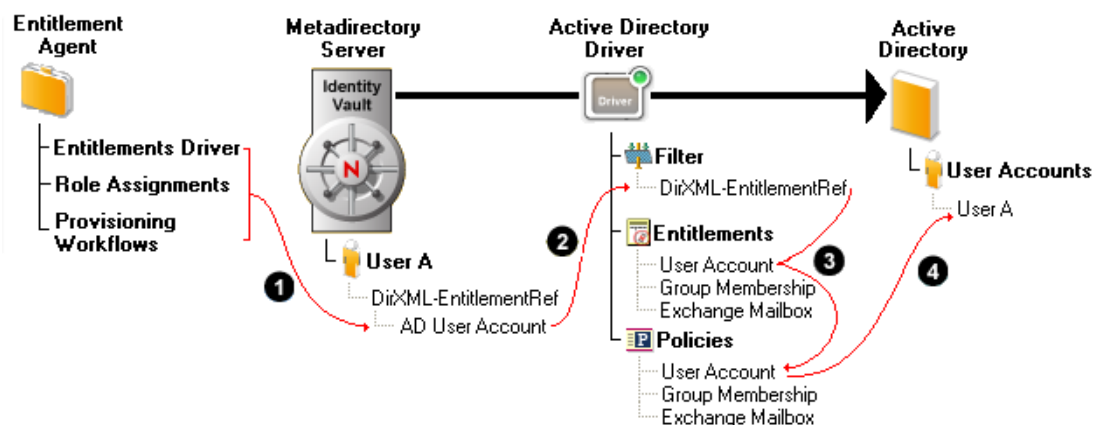 Entitlement
Agent
Entitlements Driver
Role Assignments
Provisioning
Workflows
1
Metadirectory
Server
Identity
Vault
N
User A
DirXML-EntitlementRef
AD User Account
2
Active Directory
Driver
Driver
Filter
DirXML-EntitlementRef
Entitlements
User Account
Group Membership
Exchange Mailbox
3
P
Policies
User Account
Group Membership
Exchange Mailbox
4
Active
Directory
User Accounts
User A